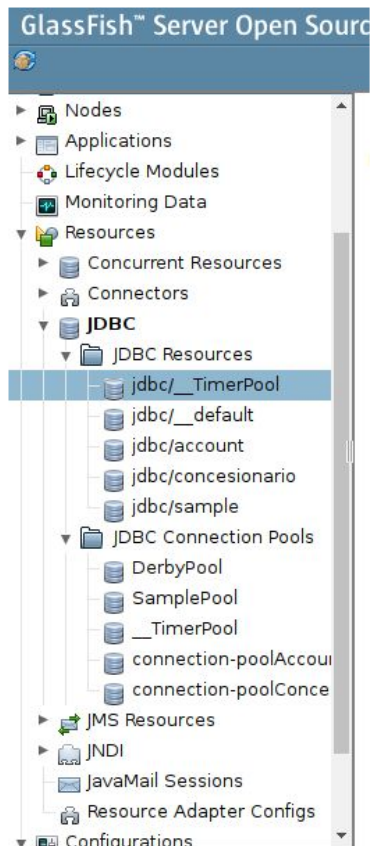 GlassFish™ Server Open Sourc
Nodes
Applications
Lifecycle Modules
Monitoring Data
Resources
Concurrent Resources
Connectors
JDBC
JDBC Resources
jdbc/__TimerPool
jdbc/__default
jdbc/account
jdbc/concesionario
jdbc/sample
JDBC Connection Pools
DerbyPool
SamplePool
__TimerPool
connection-poolAccou
connection-poolConce
JMS Resources
JNDI
JavaMail Sessions
Resource Adapter Configs
Configurations